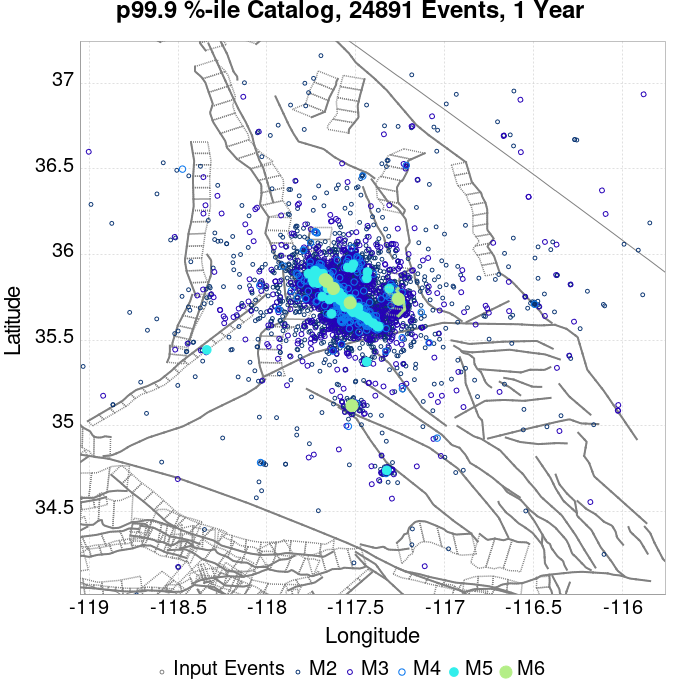 p99.9 %-ile Catalog, 24891 Events, 1 Year
37
36.5
36
35.5
35
34.5
Latitude
-119
-118.5
-118
-117.5
-117
-116.5
-116
Longitude
Input Events
M2
M3
M4
M5
M6